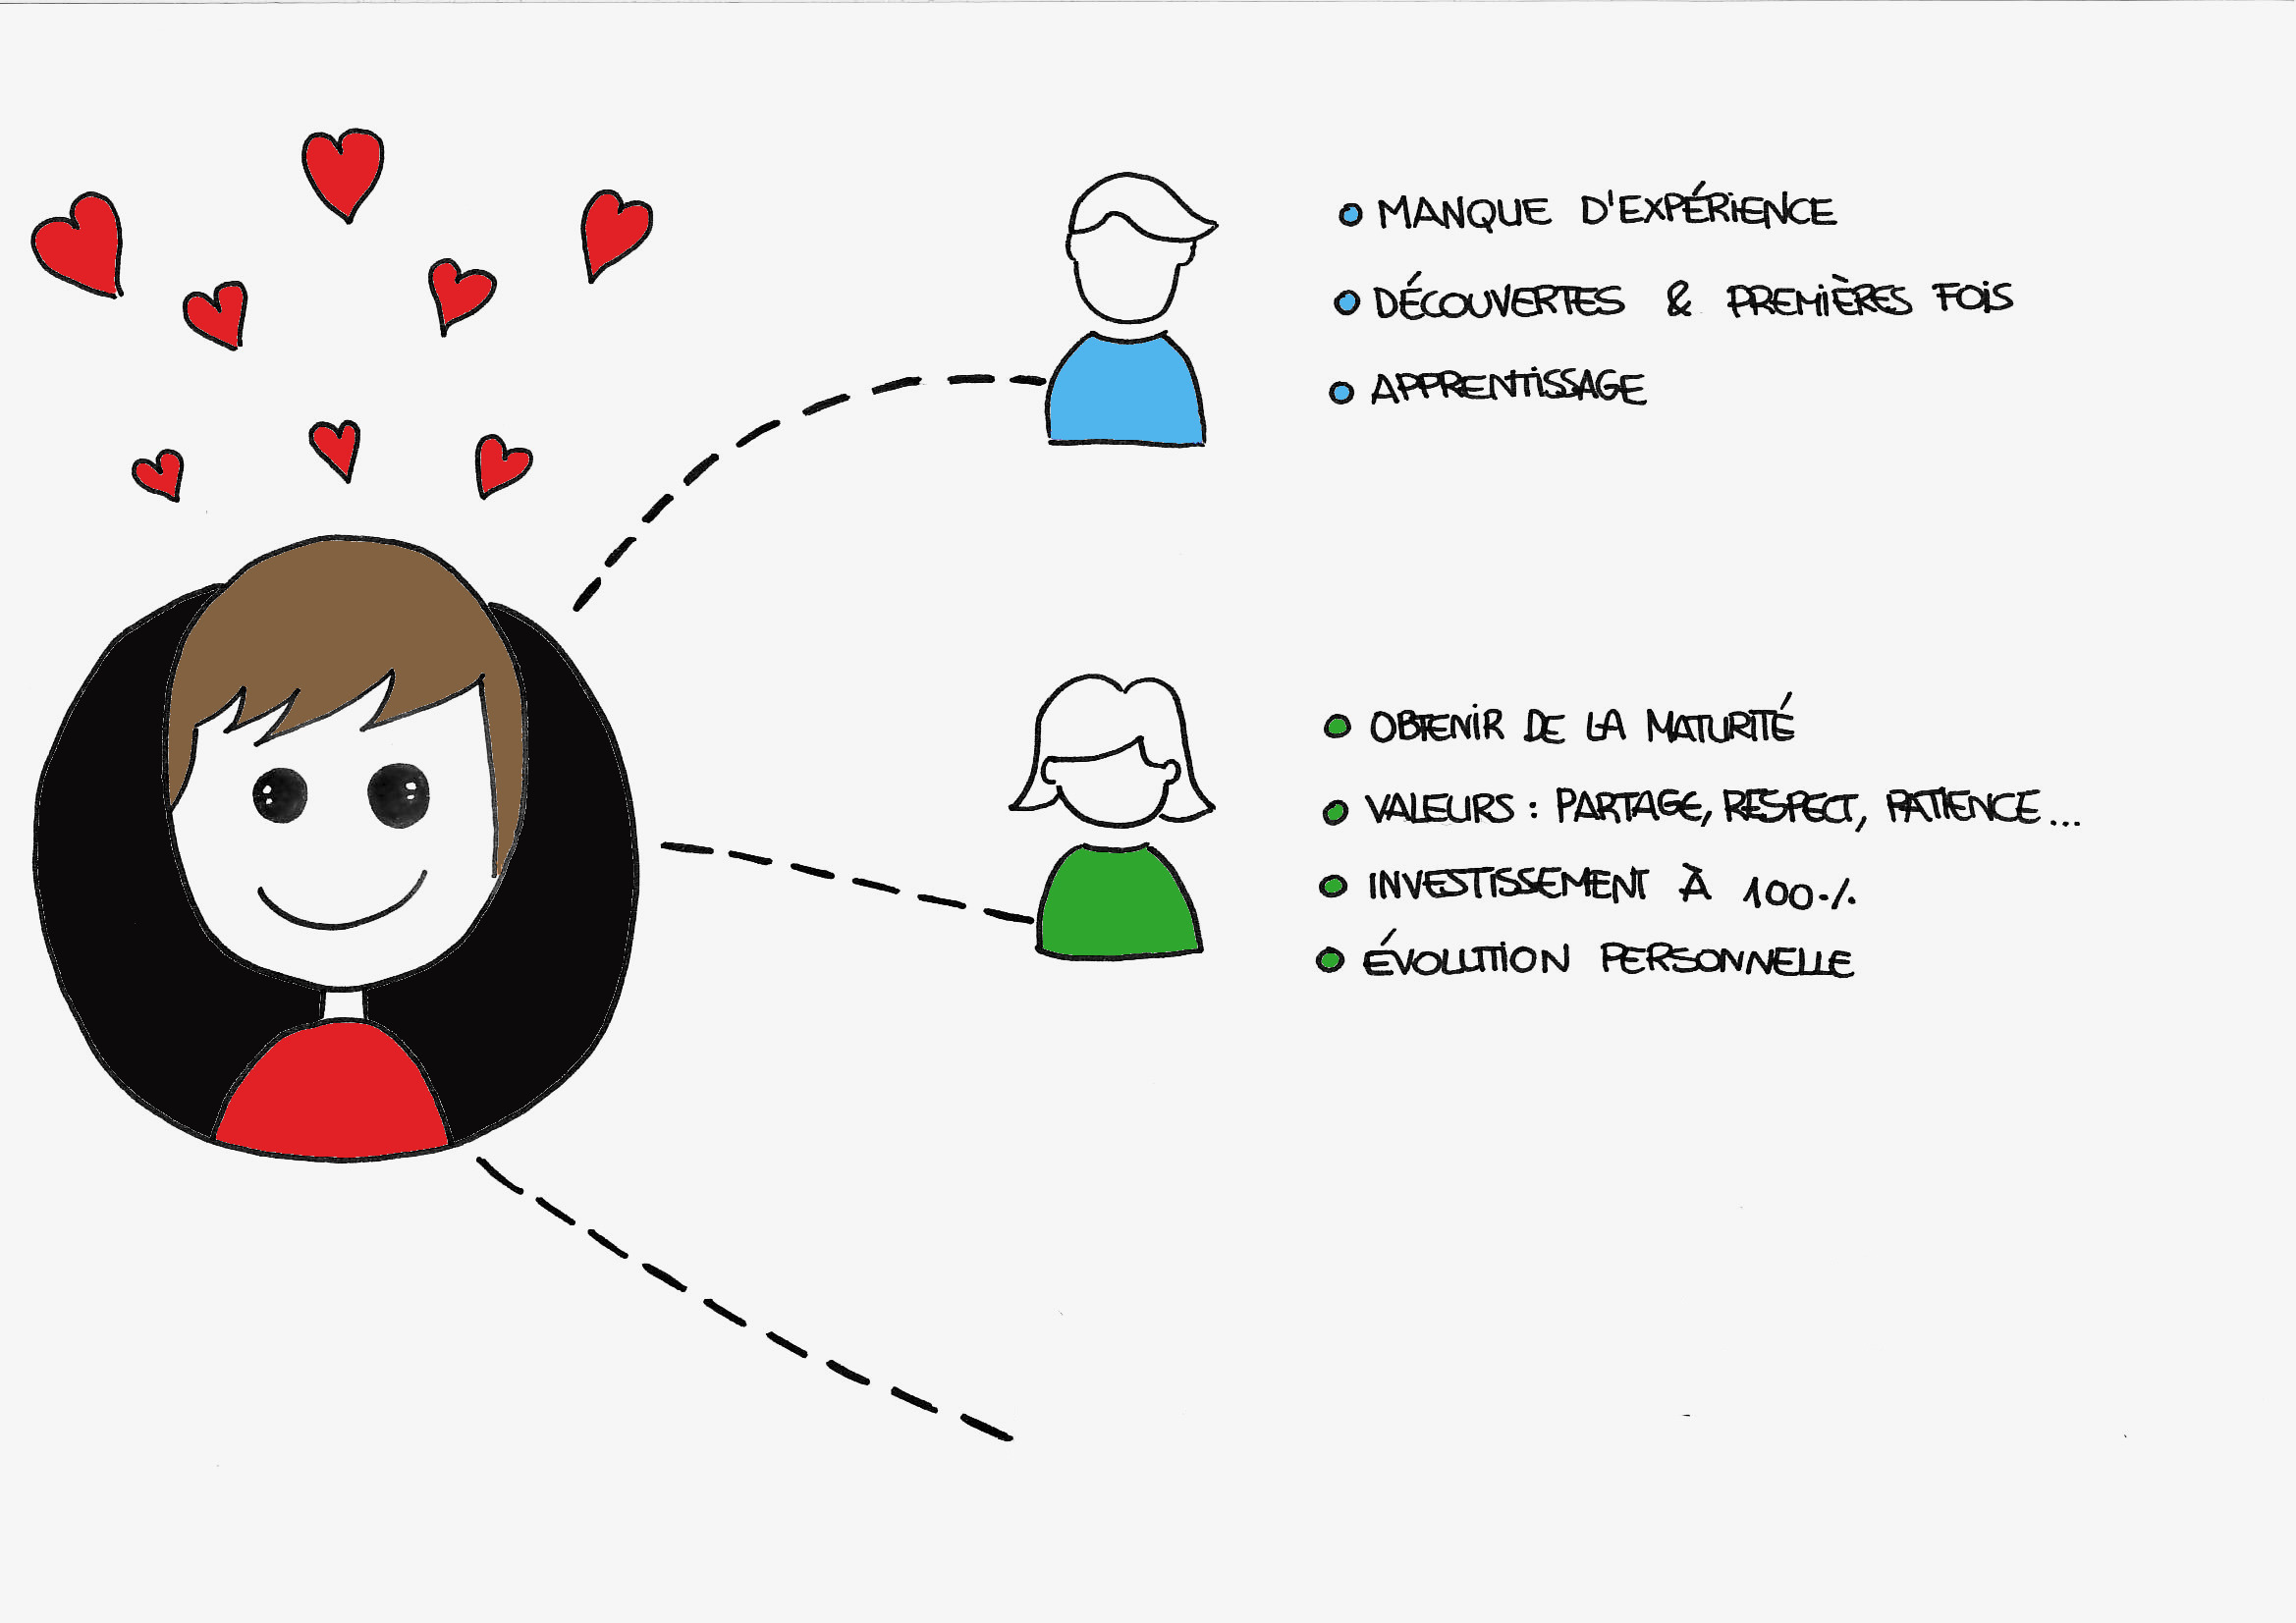 MANQUE D'EXPÉRIENCE
DÉCOUVERTES & PREMIÈRES FOIS
APPRENTISSAGE
OBTENIR DE LA MATURITÉ
VALEURS : PARTAGE, RESPECT, PATIENCE...
INVESTISSEMENT À 100%
ÉVOLUTION PERSONNELLE